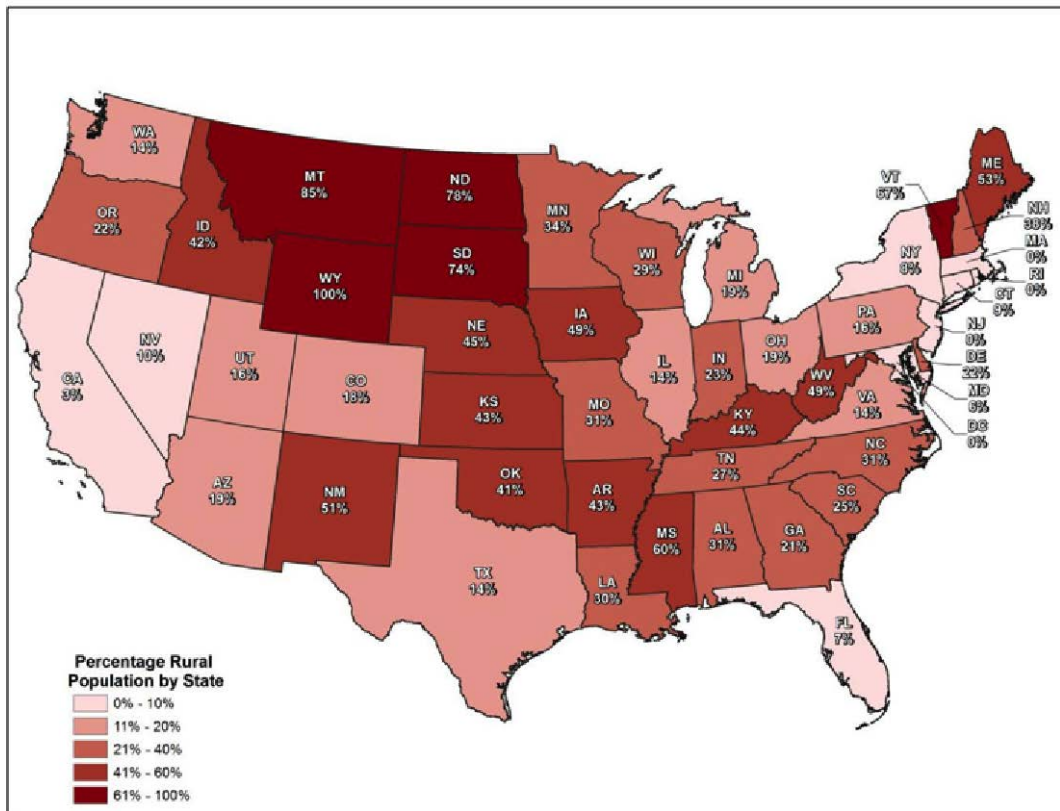 WA
14%
MT
85%
ND
78%
MN
34%
VT
67%
ME
53%
NH
38%
MA
0%
RI
0%
CT
9%
NY
8%
OR
22%
ID
42%
WY
100%
SD
74%
WI
29%
MI
19%
PA
16%
NJ
0%
DE
22%
MD
6%
DC
0%
NV
10%
UT
16%
CO
18%
NE
45%
IA
49%
IL
14%
IN
23%
OH
19%
WV
49%
VA
14%
CA
3%
KS
43%
MO
31%
KY
44%
NC
31%
TN
27%
SC
25%
AZ
19%
NM
51%
OK
41%
AR
43%
MS
60%
AL
31%
GA
21%
TX
14%
LA
30%
FL
7%
Percentage Rural
Population by State
0% - 10%
11% - 20%
21% - 40%
41% - 60%
61% - 100%